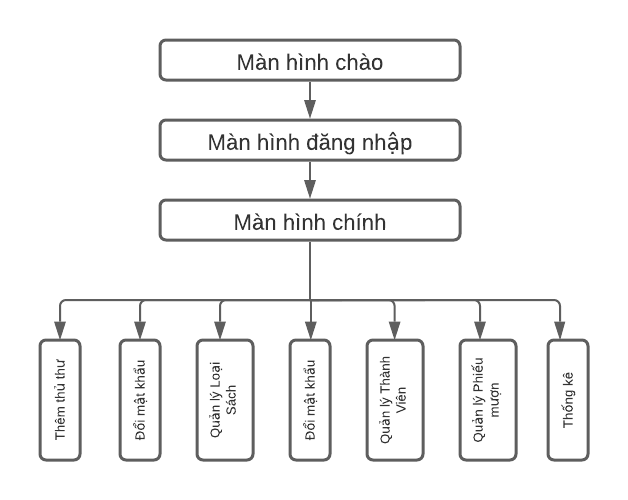 Màn hình chào
Màn hình đăng nhập
Màn hình chính
Thêm thủ thư
Đổi mật khẩu
Quản lý Loại
Sách
Đổi mật khẩu
Quản lý Thành
Viên
Quản lý Phiếu
mượn
Thống kê